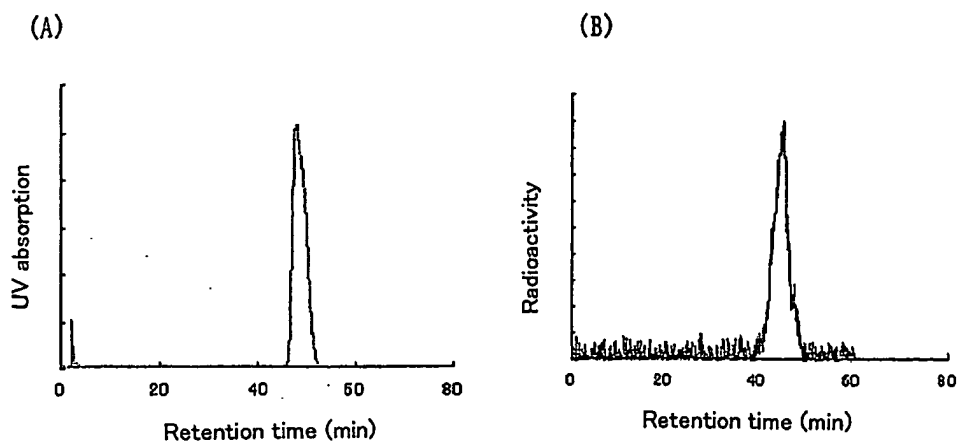 (A)
(B)
UV absorption
0 20 40 60 80
Retention time (min)
Radioactivity
0 20 40 60 80
Retention time (min)